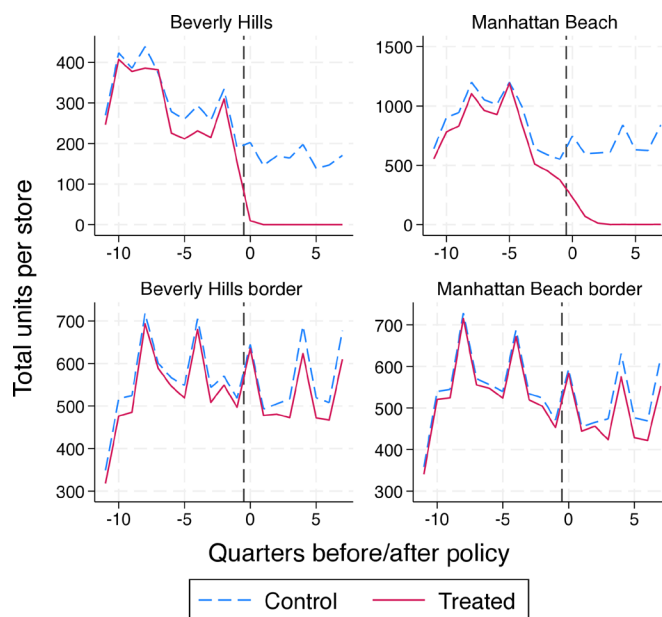 Beverly Hills
Manhattan Beach
400
300
200
100
0
-10 -5 0 5
1500
1000
500
0
-10 -5 0 5
Beverly Hills border
Manhattan Beach border
700
600
500
400
300
-10 -5 0 5
700
600
500
400
300
-10 -5 0 5
Total units per store
Quarters before/after policy
Control Treated